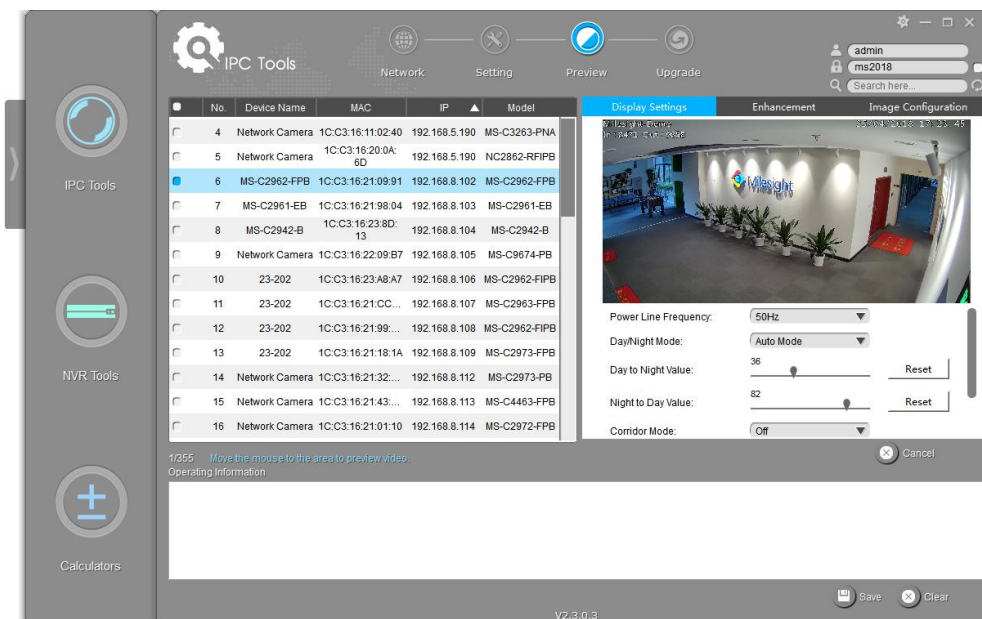 IPC Tools
Network
Setting
Preview
Upgrade
admin
ms2018
Search here...
No. Device Name MAC IP Model
4 Network Camera 1C:C3:16:11:02:40 192.168.5.190 MS-C3263-PNA
5 Network Camera 1C:C3:16:20:0A:6D 192.168.5.190 NC2862-RFIPB
6 MS-C2962-FPB 1C:C3:16:21:09:91 192.168.8.102 MS-C2962-FPB
7 MS-C2961-EB 1C:C3:16:21:98:04 192.168.8.103 MS-C2961-EB
8 MS-C2942-B 1C:C3:16:23:8D:13 192.168.8.104 MS-C2942-B
9 Network Camera 1C:C3:16:22:09:B7 192.168.8.105 MS-C9674-PB
10 23-202 1C:C3:16:23:A8:A7 192.168.8.106 MS-C2962-FIPB
11 23-202 1C:C3:16:21:CC... 192.168.8.107 MS-C2963-FPB
12 23-202 1C:C3:16:21:99:... 192.168.8.108 MS-C2962-FIPB
13 23-202 1C:C3:16:21:18:1A 192.168.8.109 MS-C2973-FPB
14 Network Camera 1C:C3:16:21:32:... 192.168.8.112 MS-C2973-PB
15 Network Camera 1C:C3:16:21:43:... 192.168.8.113 MS-C4463-FPB
16 Network Camera 1C:C3:16:21:01:10 192.168.8.114 MS-C2972-FPB
Display Settings Enhancement Image Configuration
Milesight Demo
25/04/2018 17:23:45
Milesight
Power Line Frequency: 50Hz
Day/Night Mode: Auto Mode
Day to Night Value: 36 Reset
Night to Day Value: 82 Reset
Corridor Mode: Off
Cancel
1/355 Move the mouse to the area to preview video
Operating Information
Save
Clear
V2.3.0.3
IPC Tools
NVR Tools
Calculators